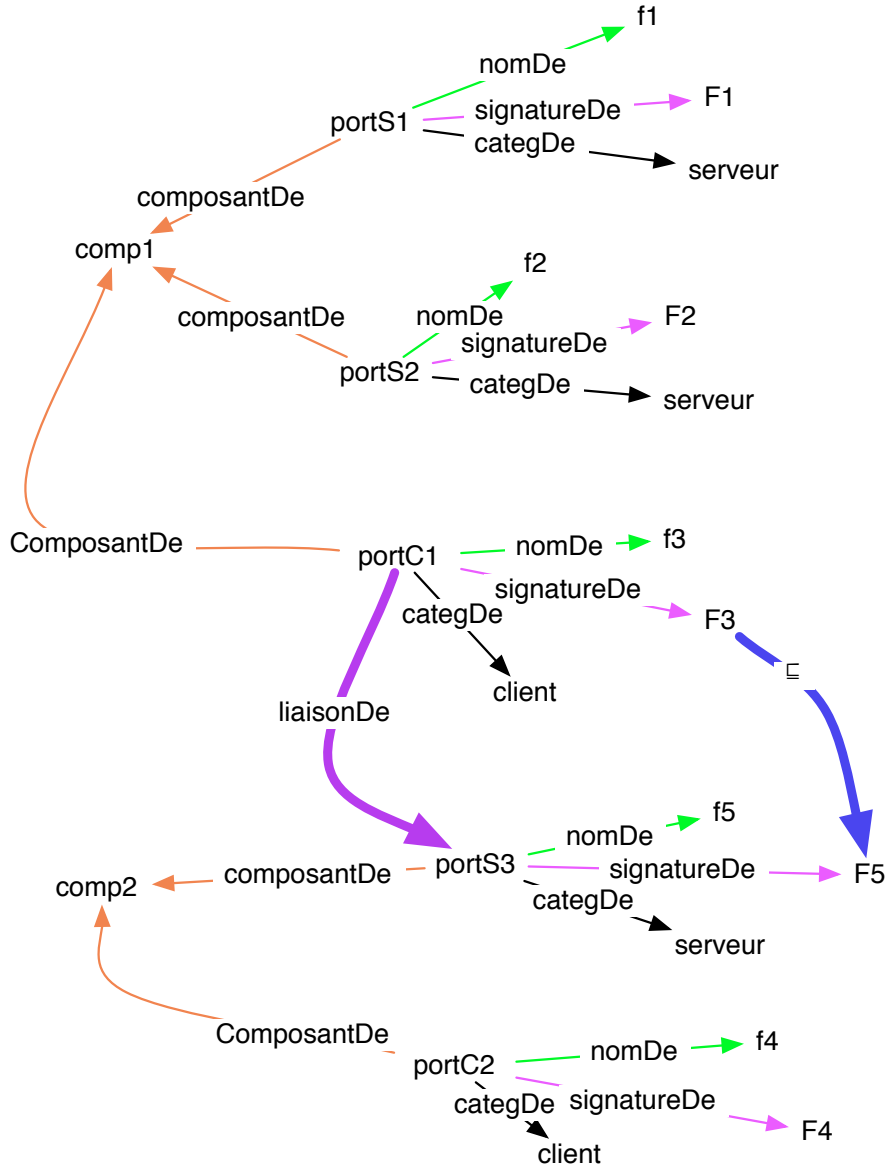 f1
nomDe
signatureDe
F1
portS1
categDe
serveur
composantDe
comp1
f2
composantDe
nomDe
F2
signatureDe
portS2
categDe
serveur
ComposantDe
portC1
nomDe
f3
signatureDe
categDe
F3
⊑
client
liaisonDe
f5
nomDe
composantDe
portS3
signatureDe
F5
comp2
categDe
serveur
ComposantDe
nomDe
f4
portC2
categDe
signatureDe
F4
client